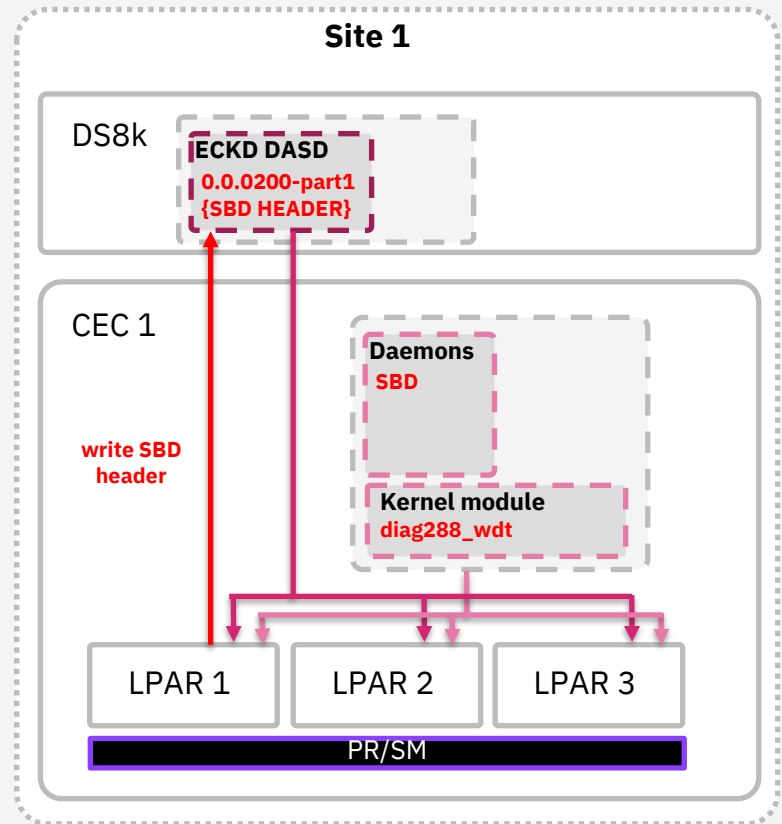 Site 1
DS8k
ECKD DASD
0.0.0200-part1
{SBD HEADER}
CEC 1
Daemons
SBD
write SBD
header
Kernel module
diag288_wdt
LPAR 1
LPAR 2
LPAR 3
PR/SM